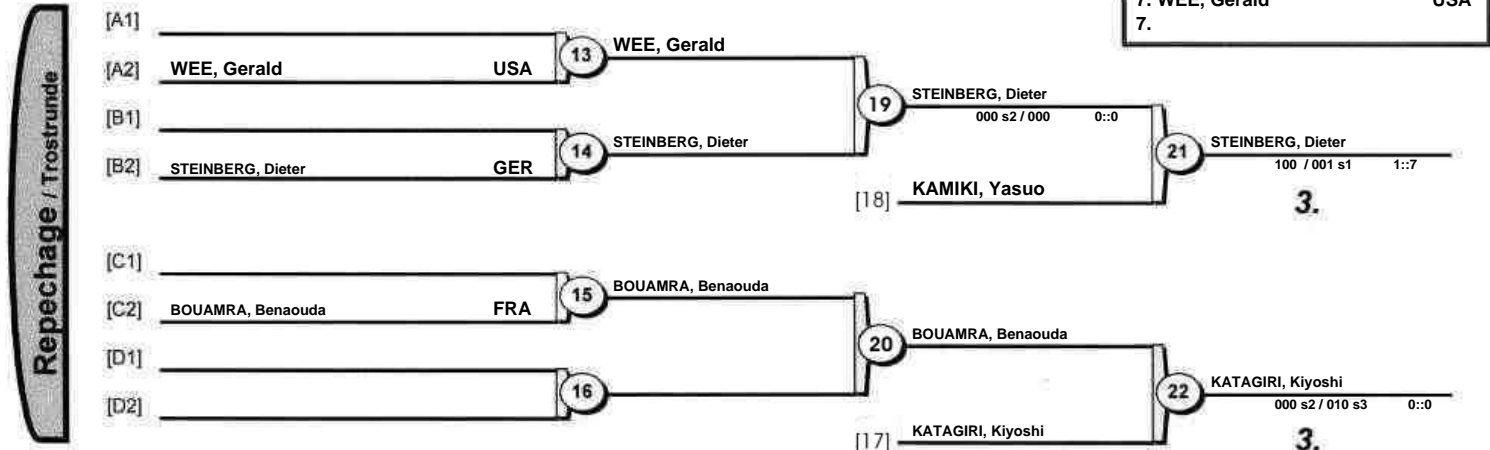 7. WEE, Gerald USA
7.
Repechage / Trostrunde
[A1]
[A2] WEE, Gerald USA
13 WEE, Gerald
[B1]
[B2] STEINBERG, Dieter GER
14 STEINBERG, Dieter
19 STEINBERG, Dieter
000 s2 / 000 0::0
[18] KAMIKI, Yasuo
21 STEINBERG, Dieter
100 / 001 s1 1::7
3.
[C1]
[C2] BOUAMRA, Benaouda FRA
15 BOUAMRA, Benaouda
[D1]
[D2]
16
20 BOUAMRA, Benaouda
[17] KATAGIRI, Kiyoshi
22 KATAGIRI, Kiyoshi
000 s2 / 010 s3 0::0
3.